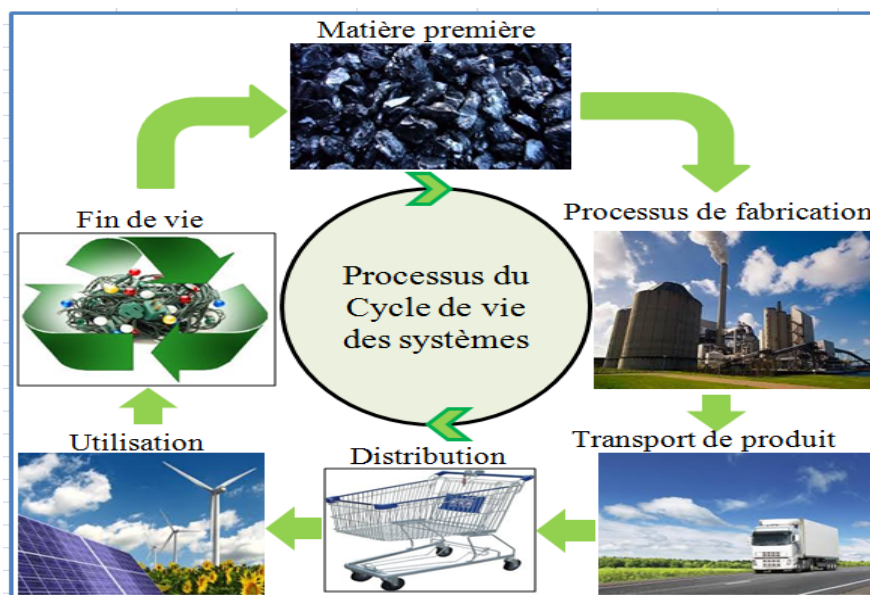 Matière première
Processus de fabrication
Fin de vie
Processus du
Cycle de vie
des systèmes
Transport de produit
Distribution
Utilisation